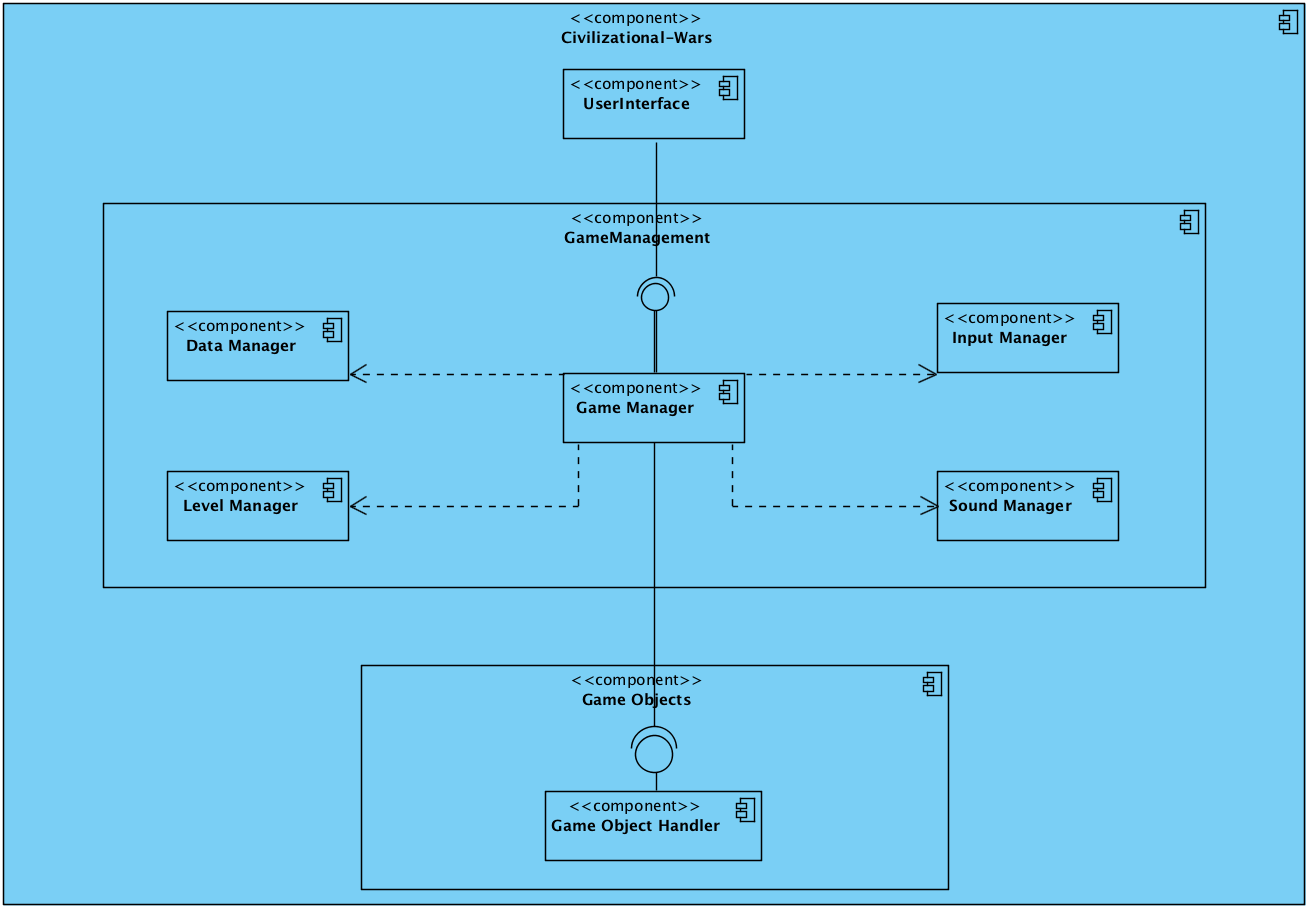 <<component>>
Civilizational-Wars
<<component>>
UserInterface
<<component>>
GameManagement
<<component>>
Data Manager
<<component>>
Input Manager
<<component>>
Game Manager
<<component>>
Level Manager
<<component>>
Sound Manager
<<component>>
Game Objects
<<component>>
Game Object Handler